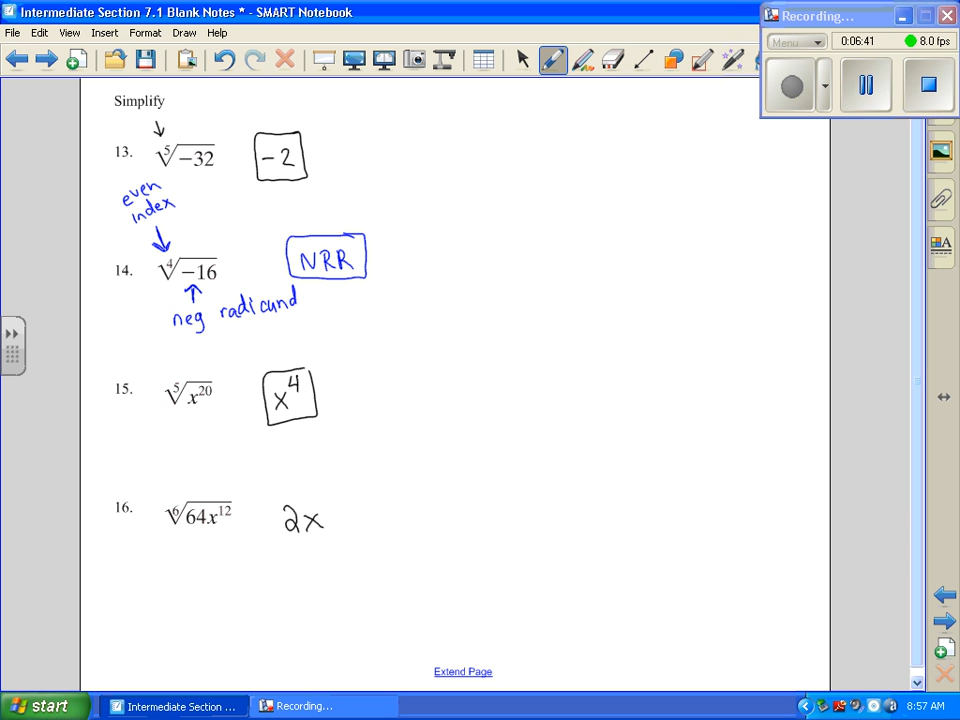 Intermediate Section 7.1 Blank Notes * - SMART Notebook
File Edit View Insert Format Draw Help
Recording...
Menu 00:06:41 8.0 fps
Simplify
13. ⁵√−32 −2
even
index
14. ⁴√−16 NRR
neg radicund
15. ⁵√x²⁰ x⁴
16. ⁶√64x¹² 2x
Extend Page
start Intermediate Section ... Recording... 8:57 AM